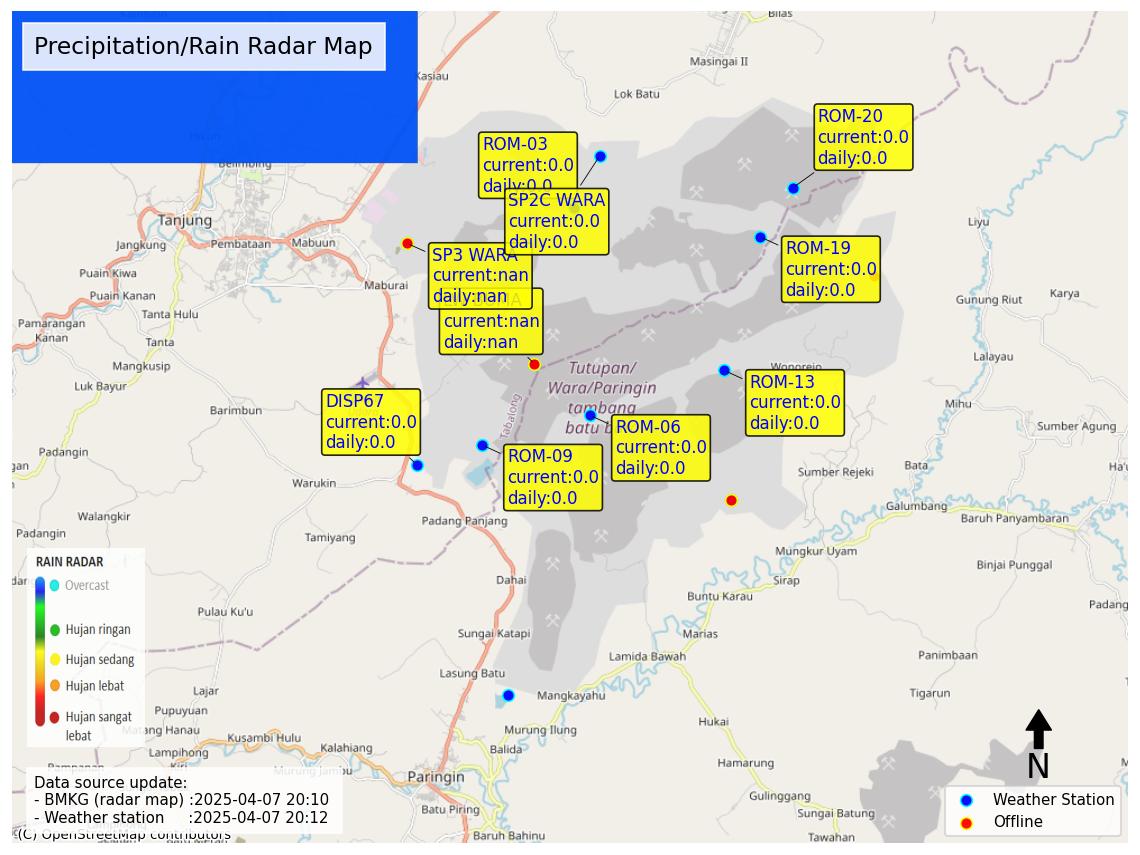 Precipitation/Rain Radar Map
Bilas
Masingai II
Kasiau
Lok Batu
Belimbing
ROM-20
current:0.0
daily:0.0
ROM-03
current:0.0
daily:0.0
SP2C WARA
current:0.0
daily:0.0
Tanjung
Liyu
Jangkung
Pembataan
Mabuun
SP3 WARA
current:nan
daily:nan
ROM-19
current:0.0
daily:0.0
Puain Kiwa
Maburai
Puain Kanan
Gunung Riut
Karya
Tanta Hulu
current:nan
daily:nan
Pamarangan
Kanan
Tanta
Mangkusip
Lalayau
Wonorejo
Tutupan/
Wara/Paringin
tambang
batu b
ROM-13
current:0.0
daily:0.0
Luk Bayur
Barimbun
Tabalong
Mihu
DISP67
current:0.0
daily:0.0
ROM-06
current:0.0
daily:0.0
Sumber Agung
Padangin
ROM-09
current:0.0
daily:0.0
Bata
Sumber Rejeki
Warukin
Galumbang
Walangkir
Padang Panjang
Baruh Panyambaran
Padangin
Tamiyang
Mungkur Uyam
Binjai Punggal
RAIN RADAR
Overcast
Hujan ringan
Hujan sedang
Hujan lebat
Hujan sangat
lebat
Dahai
Sirap
Buntu Karau
Padang
Pulau Ku'u
Sungai Katapi
Marias
Lamida Bawah
Panimbaan
Lasung Batu
Lajar
Mangkayahu
Tigarun
Pupuyuan
Matang Hanau
Murung Ilung
Hukai
Kusambi Hulu
Lampihong
Kalahiang
Balida
Hamarung
N
Paringin
Murung Jambu
Gulinggang
Data source update:
- BMKG (radar map) :2025-04-07 20:10
- Weather station :2025-04-07 20:12
Weather Station
Offline
Batu Piring
Sungai Batung
(C) OpenStreetMap contributors
Baruh Bahinu
Tawahan